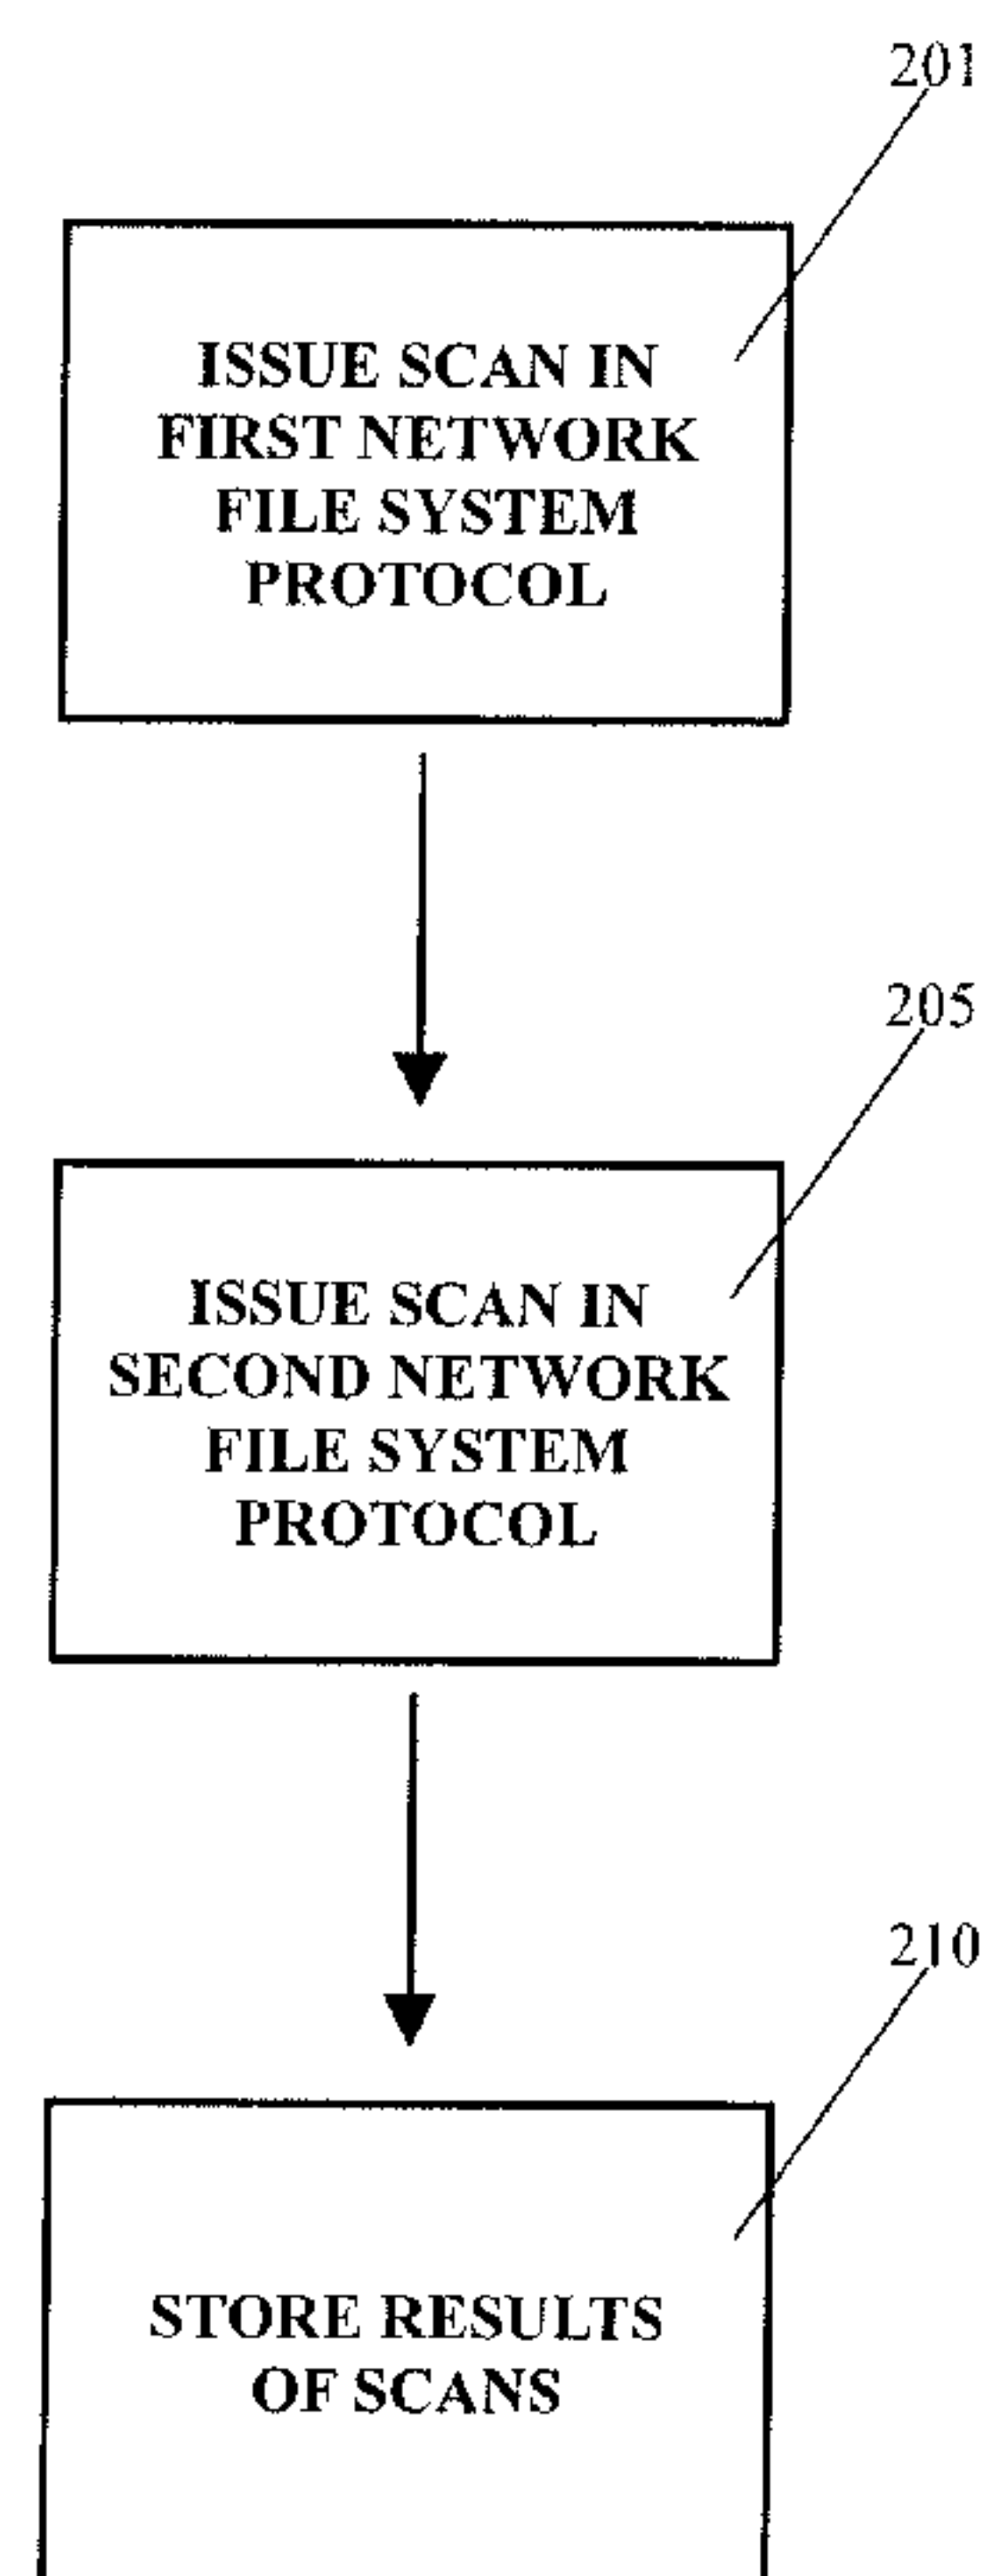 201
ISSUE SCAN IN
FIRST NETWORK
FILE SYSTEM
PROTOCOL
205
ISSUE SCAN IN
SECOND NETWORK
FILE SYSTEM
PROTOCOL
210
STORE RESULTS
OF SCANS